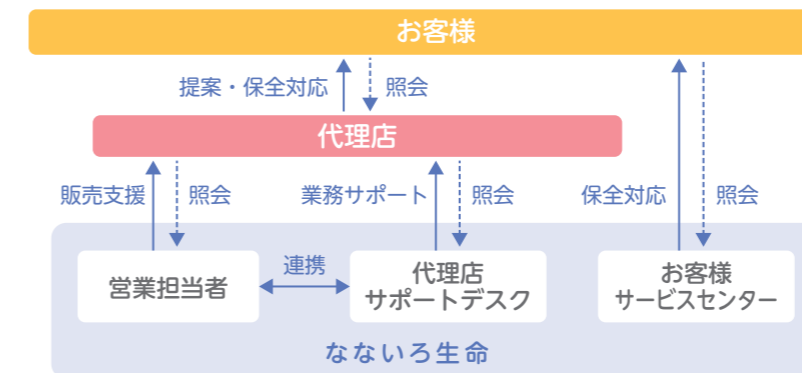 お客様
提案・保全対応
照会
代理店
販売支援
照会
業務サポート
照会
保全対応
照会
営業担当者
連携
代理店
サポートデスク
お客様
サービスセンター
なないろ生命